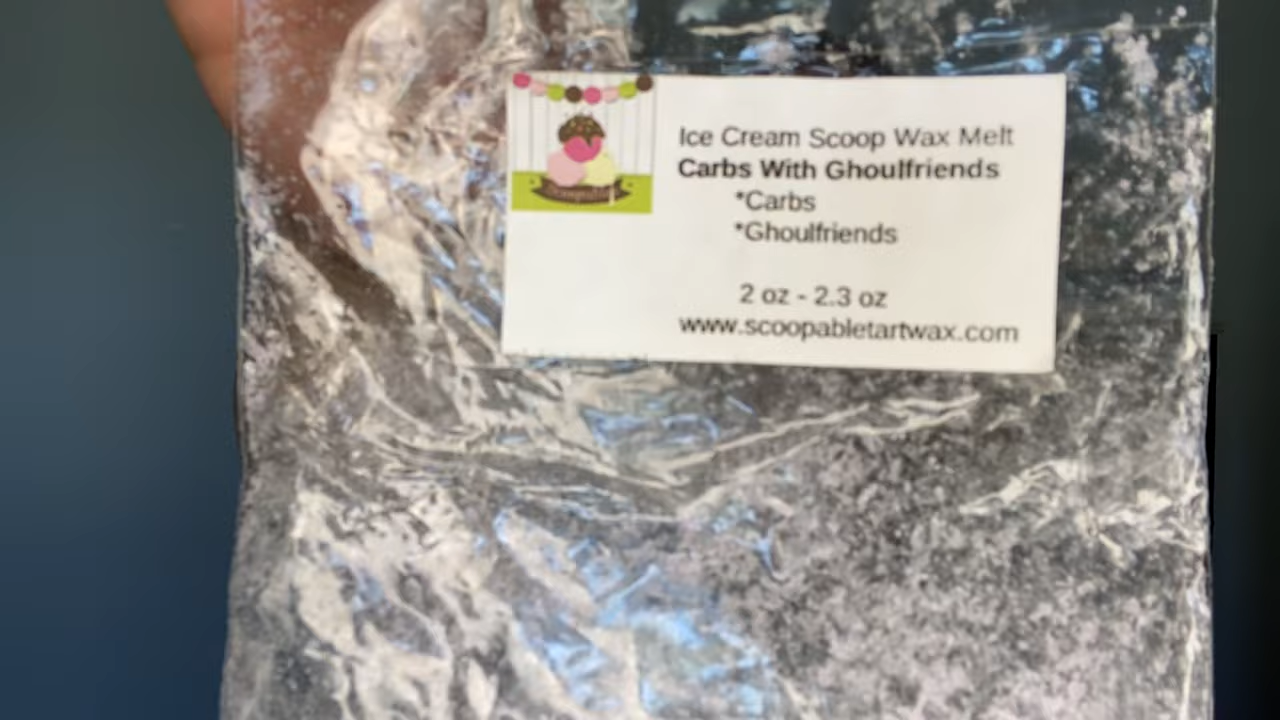 Ice Cream Scoop Wax Melt
Carbs With Ghoulfriends
*Carbs
*Ghoulfriends
2 oz - 2.3 oz
www.scoopabletartwax.com